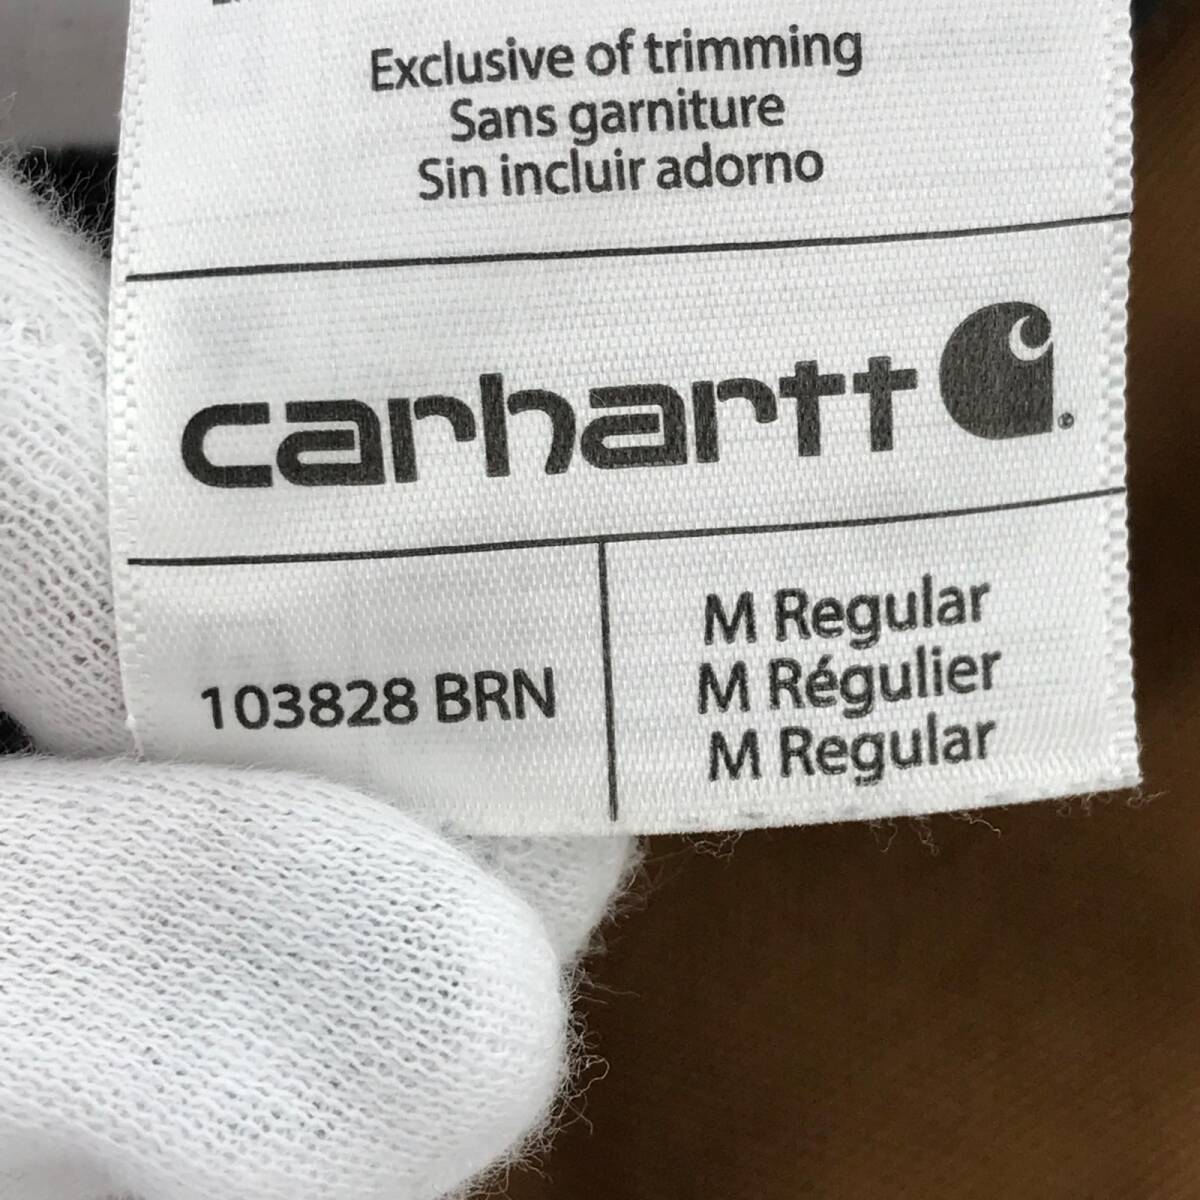 Exclusive of trimming
Sans garniture
Sin incluir adorno
carhartt
103828 BRN
M Regular
M Régulier
M Regular